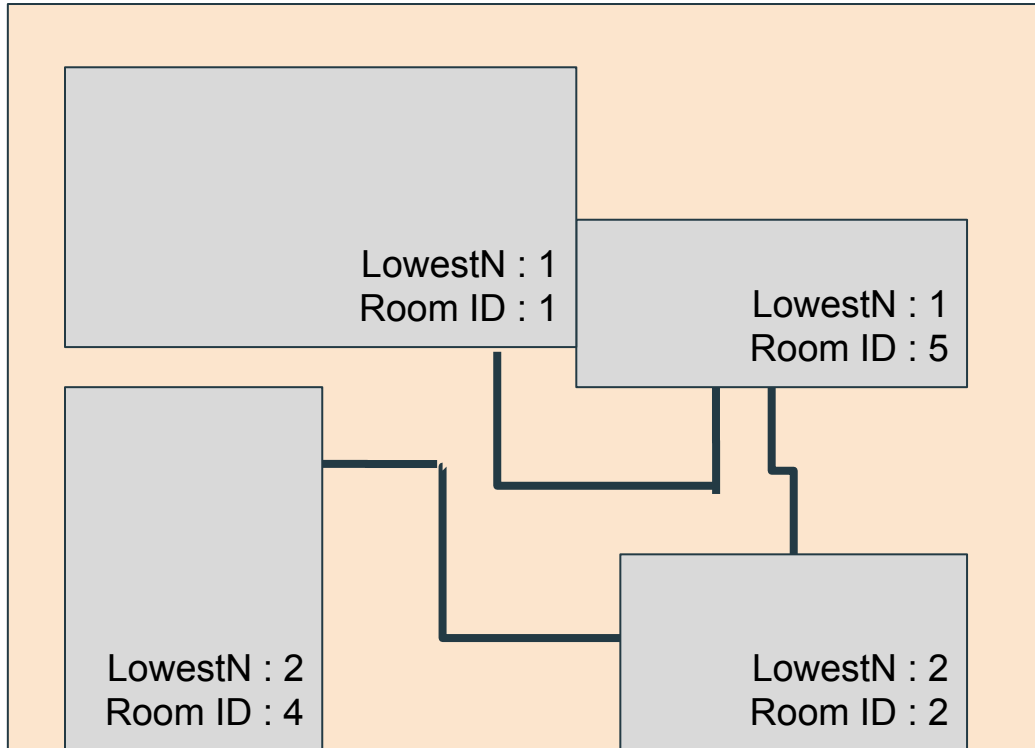 LowestN : 1
Room ID : 1
LowestN : 1
Room ID : 5
LowestN : 2
Room ID : 4
LowestN : 2
Room ID : 2